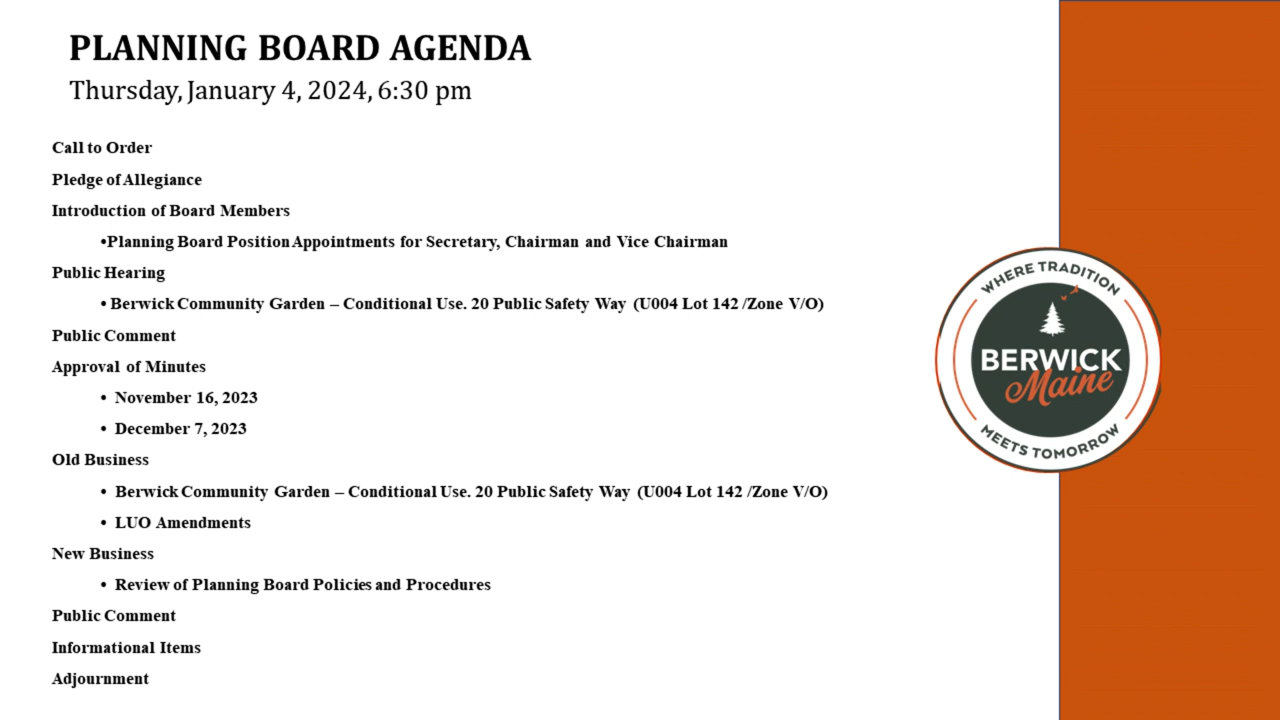 PLANNING BOARD AGENDA
Thursday, January 4, 2024, 6:30 pm
Call to Order
Pledge of Allegiance
Introduction of Board Members
•Planning Board Position Appointments for Secretary, Chairman and Vice Chairman
Public Hearing
• Berwick Community Garden – Conditional Use. 20 Public Safety Way (U004 Lot 142 /Zone V/O)
Public Comment
Approval of Minutes
• November 16, 2023
• December 7, 2023
Old Business
• Berwick Community Garden – Conditional Use. 20 Public Safety Way (U004 Lot 142 /Zone V/O)
• LUO Amendments
New Business
• Review of Planning Board Policies and Procedures
Public Comment
Informational Items
Adjournment
WHERE TRADITION
BERWICK
Maine
MEETS TOMORROW